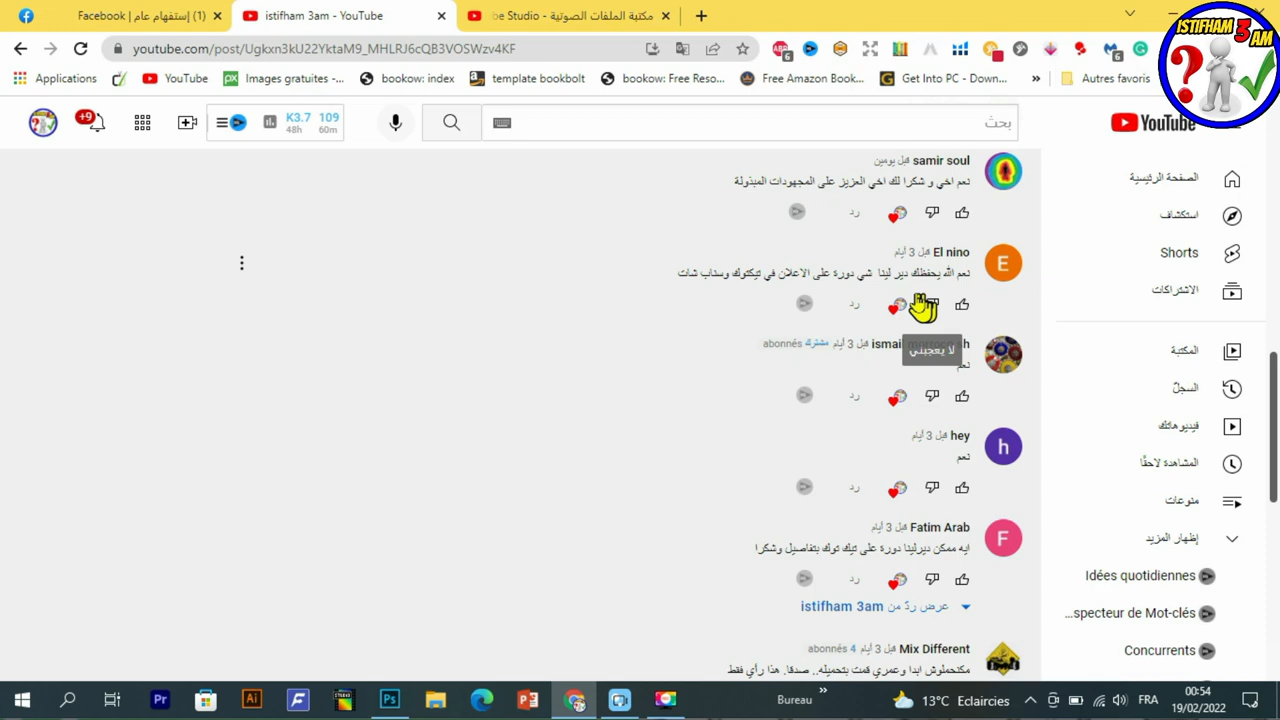 (1) إستفهام عام | Facebook
istifham 3am - YouTube
مكتبة الملفات الصوتية - be Studio
youtube.com/post/Ugkxn3kU22YktaM9_MHLRJ6cQB3VOSWzv4KF
ISTIFHAM 3 AM
Applications
YouTube
Images gratuites -...
bookow: index
template bookbolt
bookow: Free Reso...
Free Amazon Book...
Get Into PC - Down...
»
Autres favoris
+9
K3.7 109
48h 60m
بحث
YouTube
samir soul قبل يومين
نعم اخي و شكرا لك اخي العزيز على المجهودات المبذولة
رد
El nino قبل 3 أيام
نعم الله يحفظك دير لينا شي دورة على الاعلان في تيكتوك وسناب شات
رد
لا يعجبني
قبل 3 أيام مشترك abonnés
نعم
رد
hey قبل 3 أيام
نعم
رد
Fatim Arab قبل 3 أيام
ايه ممكن ديرلينا دورة على تيك توك بتفاصيل وشكرا
رد
عرض ردّ من istifham 3am
Mix Different قبل 3 أيام 4 abonnés
مكنحملوش ابدا وعمري قمت بتحميله.. صدقا. هذا رأي فقط
الصفحة الرئيسية
استكشاف
Shorts
الاشتراكات
المكتبة
السجلّ
فيديوهاتك
المشاهدة لاحقًا
منوعات
إظهار المزيد
Idées quotidiennes
...specteur de Mot-clés
Concurrents
Bureau
»
13°C Eclaircies
FRA
00:54
19/02/2022